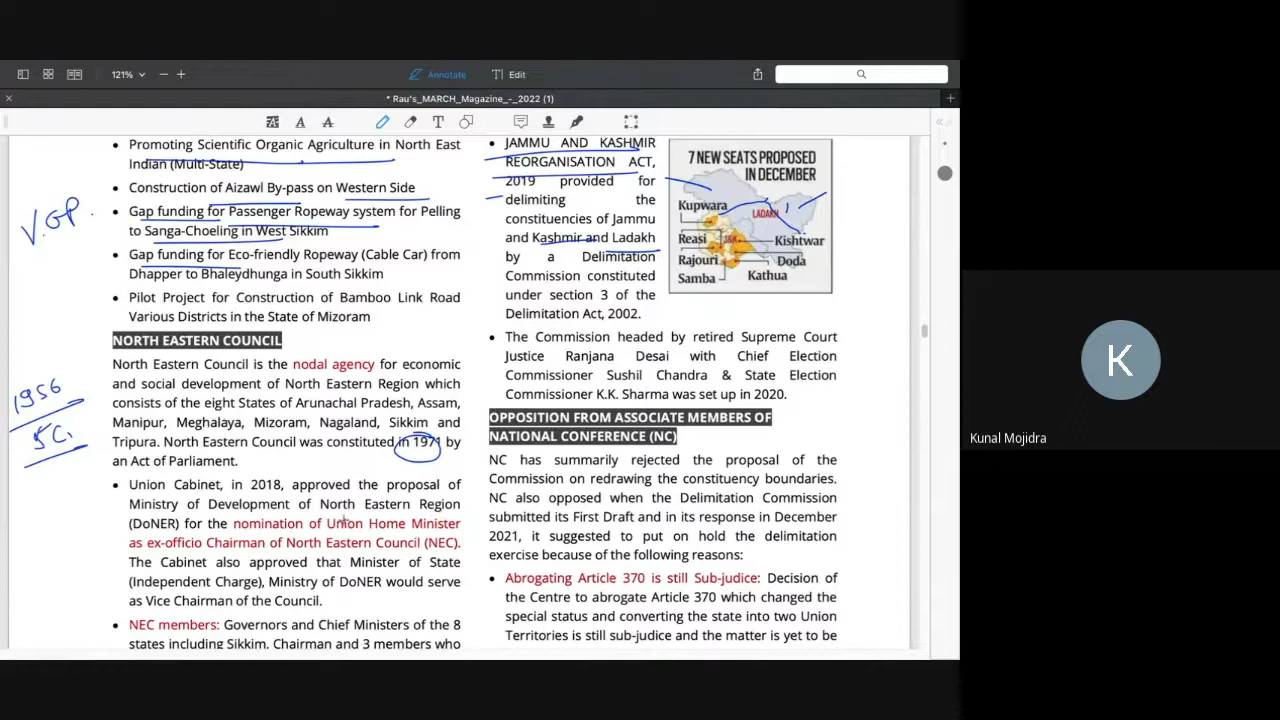 121%
Annotate
Edit
* Rau's_MARCH_Magazine_-_2022 (1)
Promoting Scientific Organic Agriculture in North East
Indian (Multi-State)
• Construction of Aizawl By-pass on Western Side
• Gap funding for Passenger Ropeway system for Pelling
to Sanga-Choeling in West Sikkim
• Gap funding for Eco-friendly Ropeway (Cable Car) from
Dhapper to Bhaleydhunga in South Sikkim
• Pilot Project for Construction of Bamboo Link Road
Various Districts in the State of Mizoram
NORTH EASTERN COUNCIL
North Eastern Council is the nodal agency for economic
and social development of North Eastern Region which
consists of the eight States of Arunachal Pradesh, Assam,
Manipur, Meghalaya, Mizoram, Nagaland, Sikkim and
Tripura. North Eastern Council was constituted in 1971 by
an Act of Parliament.
• Union Cabinet, in 2018, approved the proposal of
Ministry of Development of North Eastern Region
(DoNER) for the nomination of Union Home Minister
as ex-officio Chairman of North Eastern Council (NEC).
The Cabinet also approved that Minister of State
(Independent Charge), Ministry of DoNER would serve
as Vice Chairman of the Council.
• NEC members: Governors and Chief Ministers of the 8
states including Sikkim, Chairman and 3 members who
1956
• JAMMU AND KASHMIR
REORGANISATION ACT,
2019 provided for
delimiting the
constituencies of Jammu
and Kashmir and Ladakh
by a Delimitation
Commission constituted
under section 3 of the
Delimitation Act, 2002.
7 NEW SEATS PROPOSED
IN DECEMBER
Kupwara
LADAKH
Reasi
J&K
Kishtwar
Rajouri
Doda
Samba
Kathua
• The Commission headed by retired Supreme Court
Justice Ranjana Desai with Chief Election
Commissioner Sushil Chandra & State Election
Commissioner K.K. Sharma was set up in 2020.
OPPOSITION FROM ASSOCIATE MEMBERS OF
NATIONAL CONFERENCE (NC)
NC has summarily rejected the proposal of the
Commission on redrawing the constituency boundaries.
NC also opposed when the Delimitation Commission
submitted its First Draft and in its response in December
2021, it suggested to put on hold the delimitation
exercise because of the following reasons:
• Abrogating Article 370 is still Sub-judice: Decision of
the Centre to abrogate Article 370 which changed the
special status and converting the state into two Union
Territories is still sub-judice and the matter is yet to be
K
Kunal Mojidra